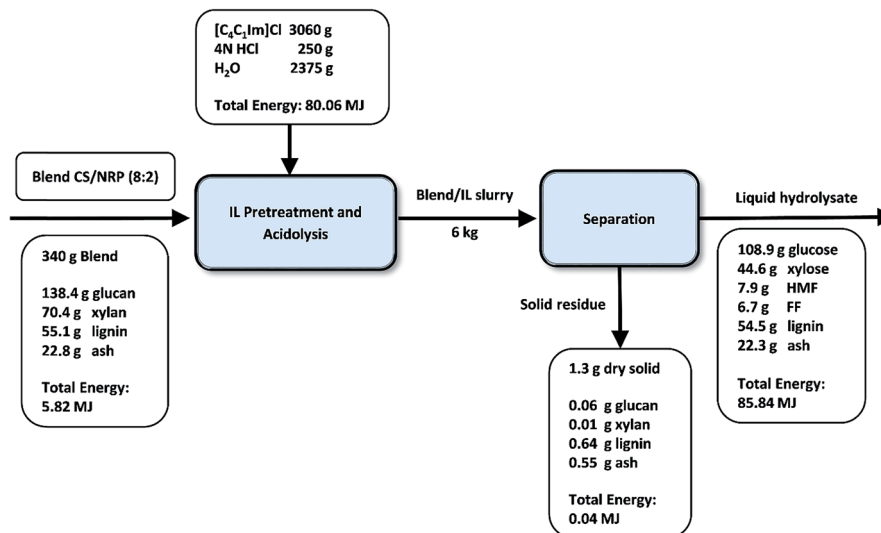 [C₄C₁Im]Cl 3060 g
4N HCl 250 g
H₂O 2375 g
Total Energy: 80.06 MJ
Blend CS/NRP (8:2)
IL Pretreatment and
Acidolysis
Blend/IL slurry
6 kg
Separation
Liquid hydrolysate
340 g Blend
138.4 g glucan
70.4 g xylan
55.1 g lignin
22.8 g ash
Total Energy:
5.82 MJ
Solid residue
1.3 g dry solid
0.06 g glucan
0.01 g xylan
0.64 g lignin
0.55 g ash
Total Energy:
0.04 MJ
108.9 g glucose
44.6 g xylose
7.9 g HMF
6.7 g FF
54.5 g lignin
22.3 g ash
Total Energy:
85.84 MJ